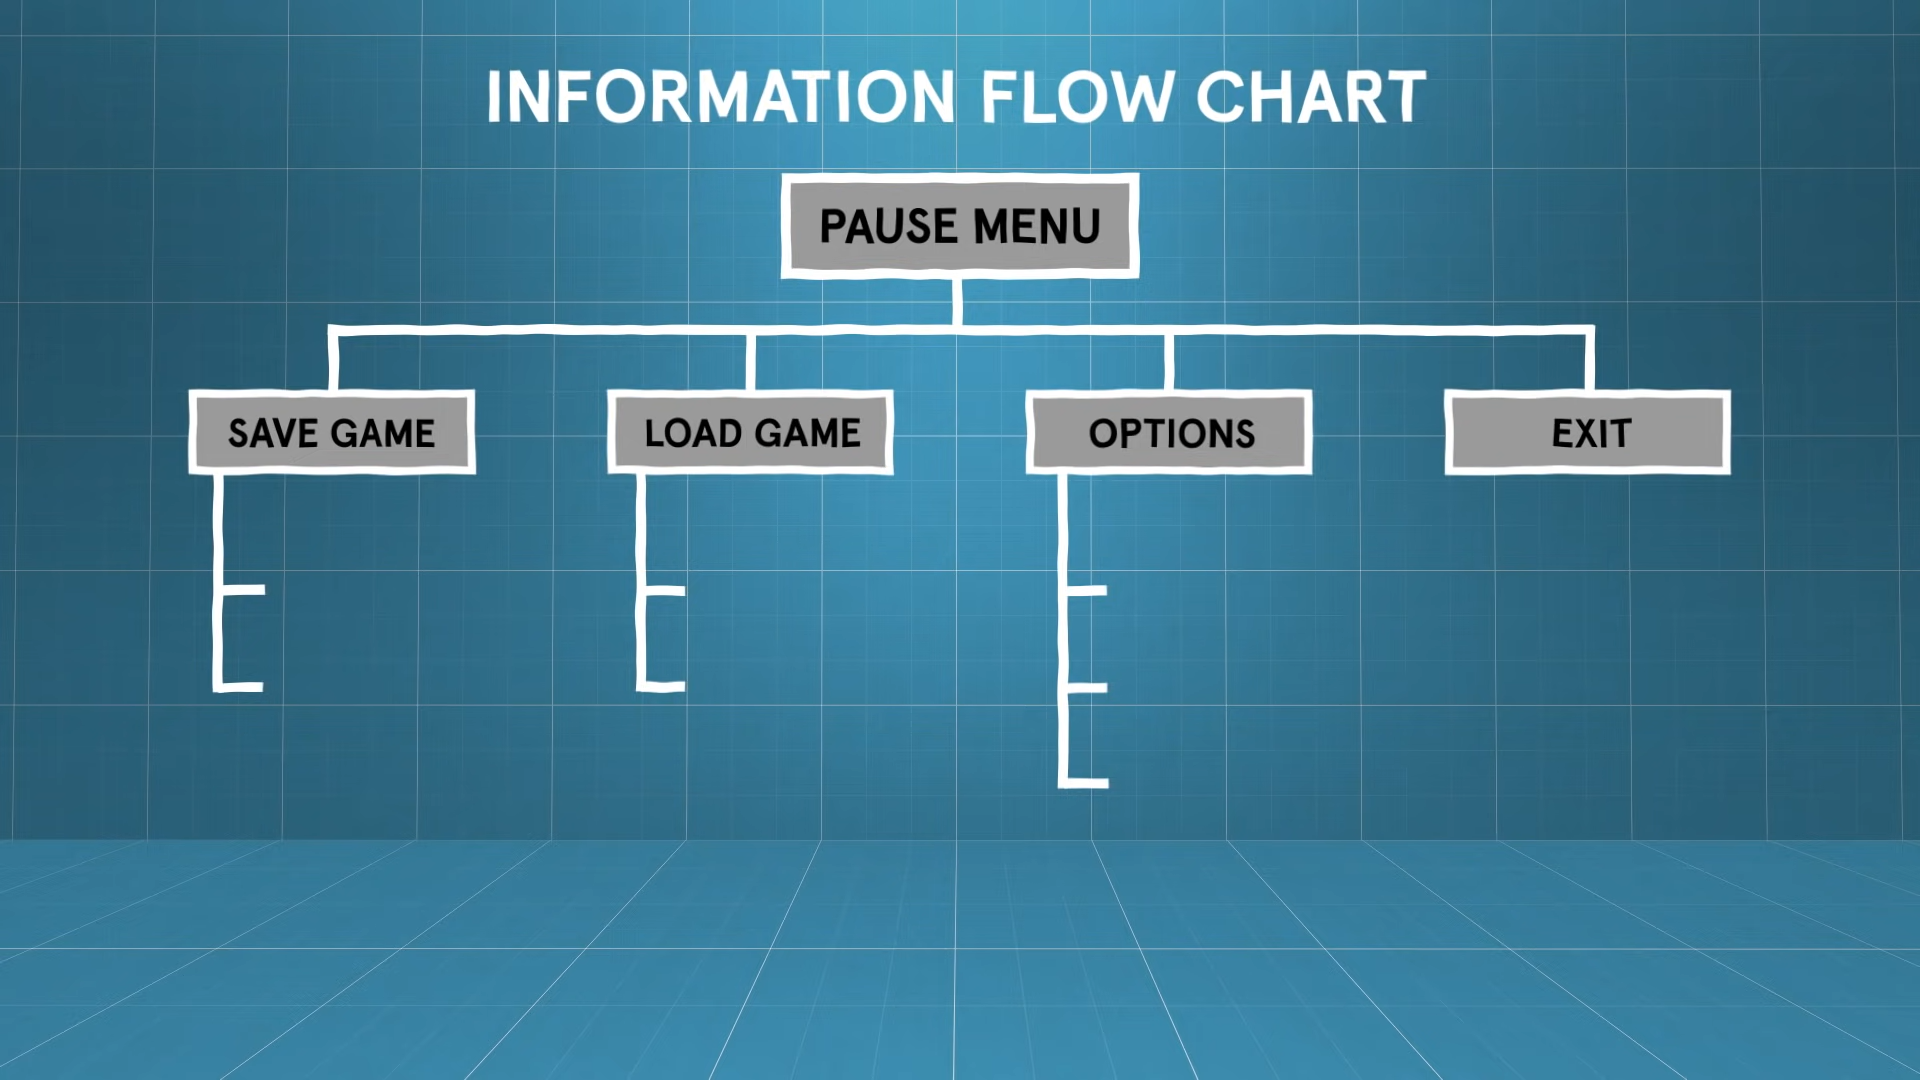 INFORMATION FLOW CHART
PAUSE MENU
SAVE GAME
LOAD GAME
OPTIONS
EXIT